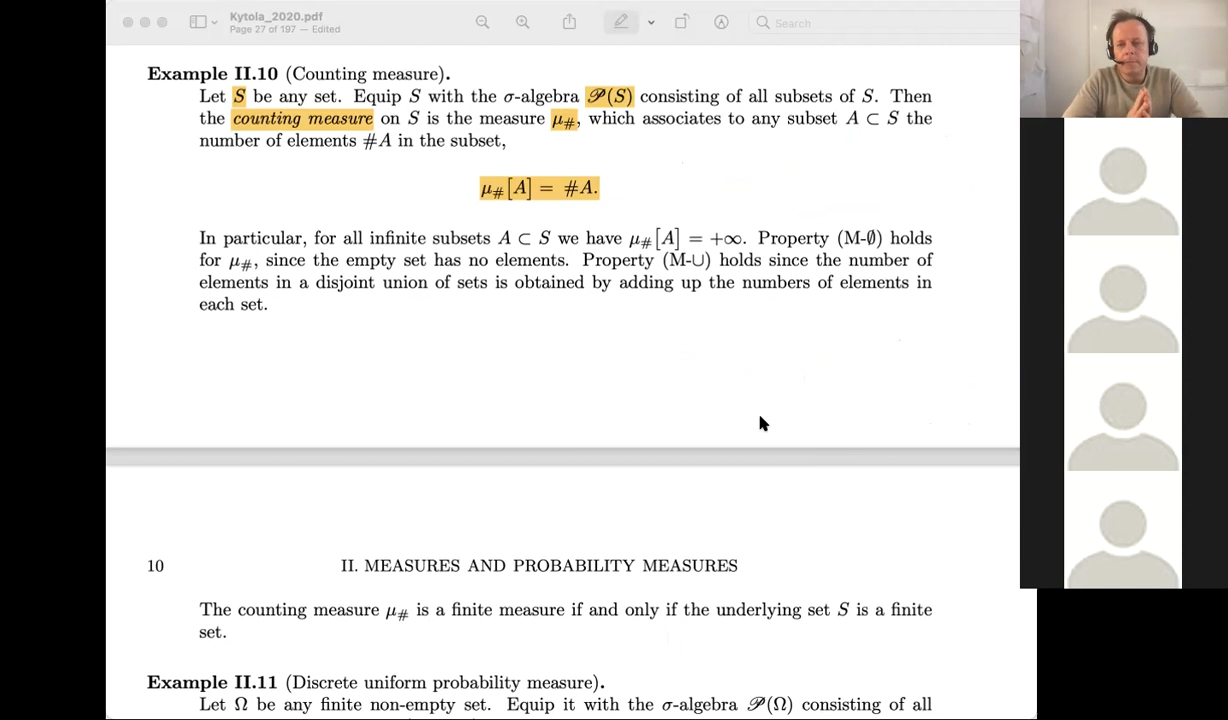 Kytola_2020.pdf
Page 27 of 197 — Edited
Search
Example II.10 (Counting measure).
Let S be any set. Equip S with the σ-algebra 𝒫(S) consisting of all subsets of S. Then
the counting measure on S is the measure μ#, which associates to any subset A ⊂ S the
number of elements #A in the subset,
μ#[A] = #A.
In particular, for all infinite subsets A ⊂ S we have μ#[A] = +∞. Property (M-∅) holds
for μ#, since the empty set has no elements. Property (M-∪) holds since the number of
elements in a disjoint union of sets is obtained by adding up the numbers of elements in
each set.
10
II. MEASURES AND PROBABILITY MEASURES
The counting measure μ# is a finite measure if and only if the underlying set S is a finite
set.
Example II.11 (Discrete uniform probability measure).
Let Ω be any finite non-empty set. Equip it with the σ-algebra 𝒫(Ω) consisting of all